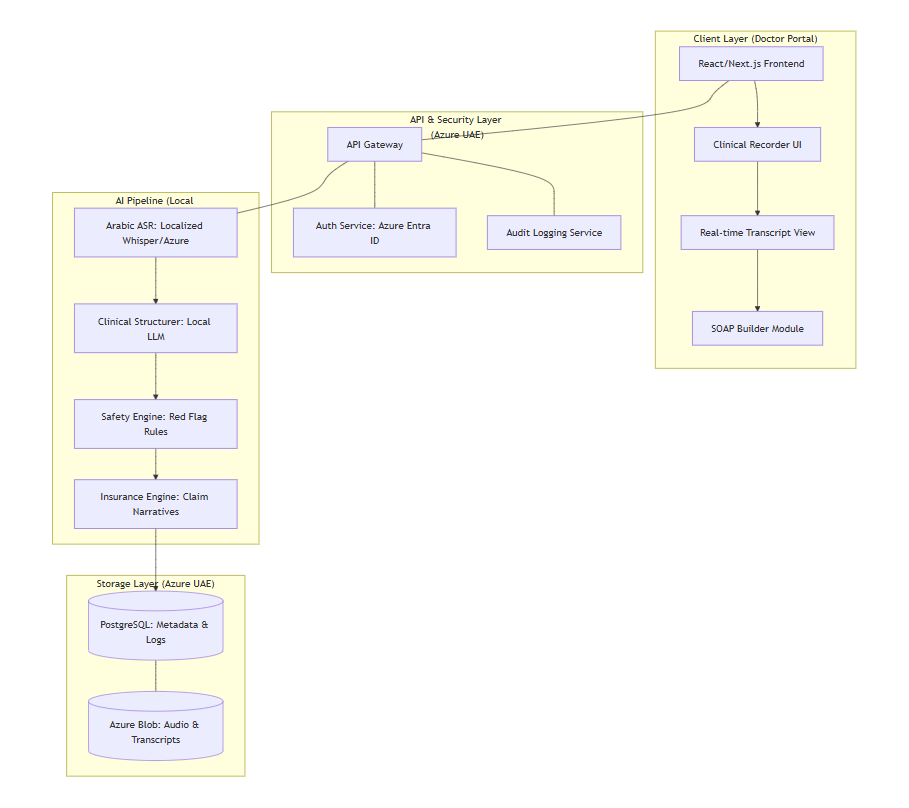 Client Layer (Doctor Portal)
React/Next.js Frontend
Clinical Recorder UI
Real-time Transcript View
SOAP Builder Module
API & Security Layer
(Azure UAE)
API Gateway
Auth Service: Azure Entra
ID
Audit Logging Service
AI Pipeline (Local
Arabic ASR: Localized
Whisper/Azure
Clinical Structurer: Local
LLM
Safety Engine: Red Flag
Rules
Insurance Engine: Claim
Narratives
Storage Layer (Azure UAE)
PostgreSQL: Metadata &
Logs
Azure Blob: Audio &
Transcripts